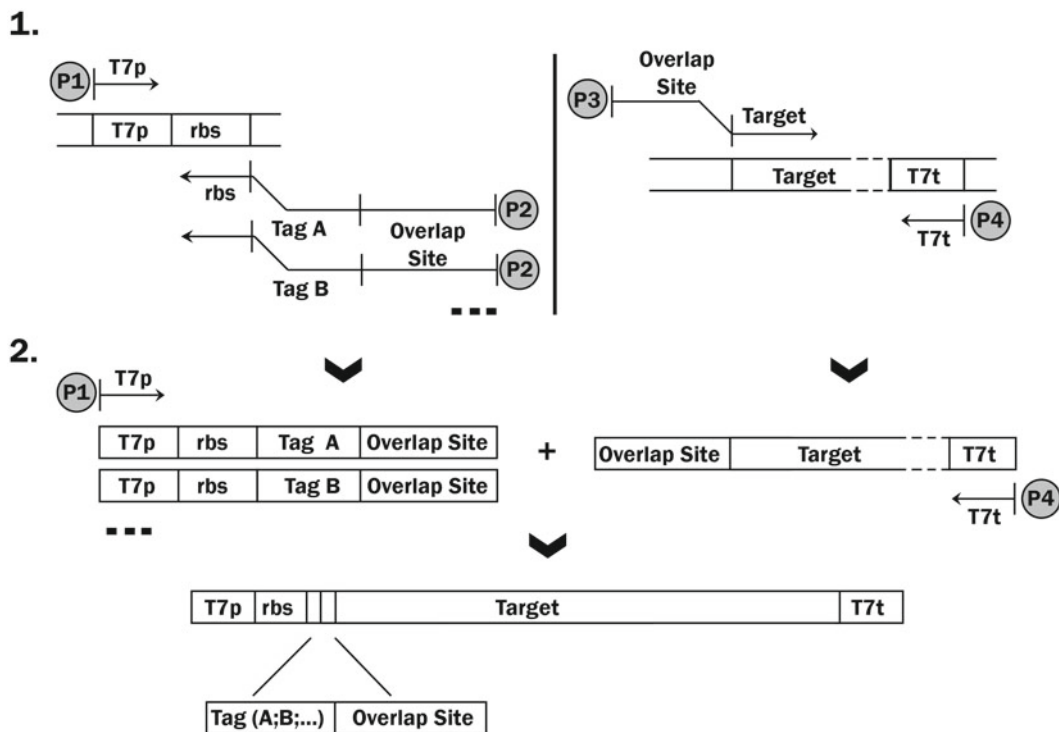 1.
P1
T7p
T7p rbs
rbs
Tag A
Overlap
Site
P2
Tag B
P2
Overlap
Site
P3
Target
Target T7t
T7t
P4
2.
P1
T7p
T7p rbs Tag A Overlap Site
T7p rbs Tag B Overlap Site
+
Overlap Site Target T7t
T7t
P4
T7p rbs Target T7t
Tag (A;B;...) Overlap Site